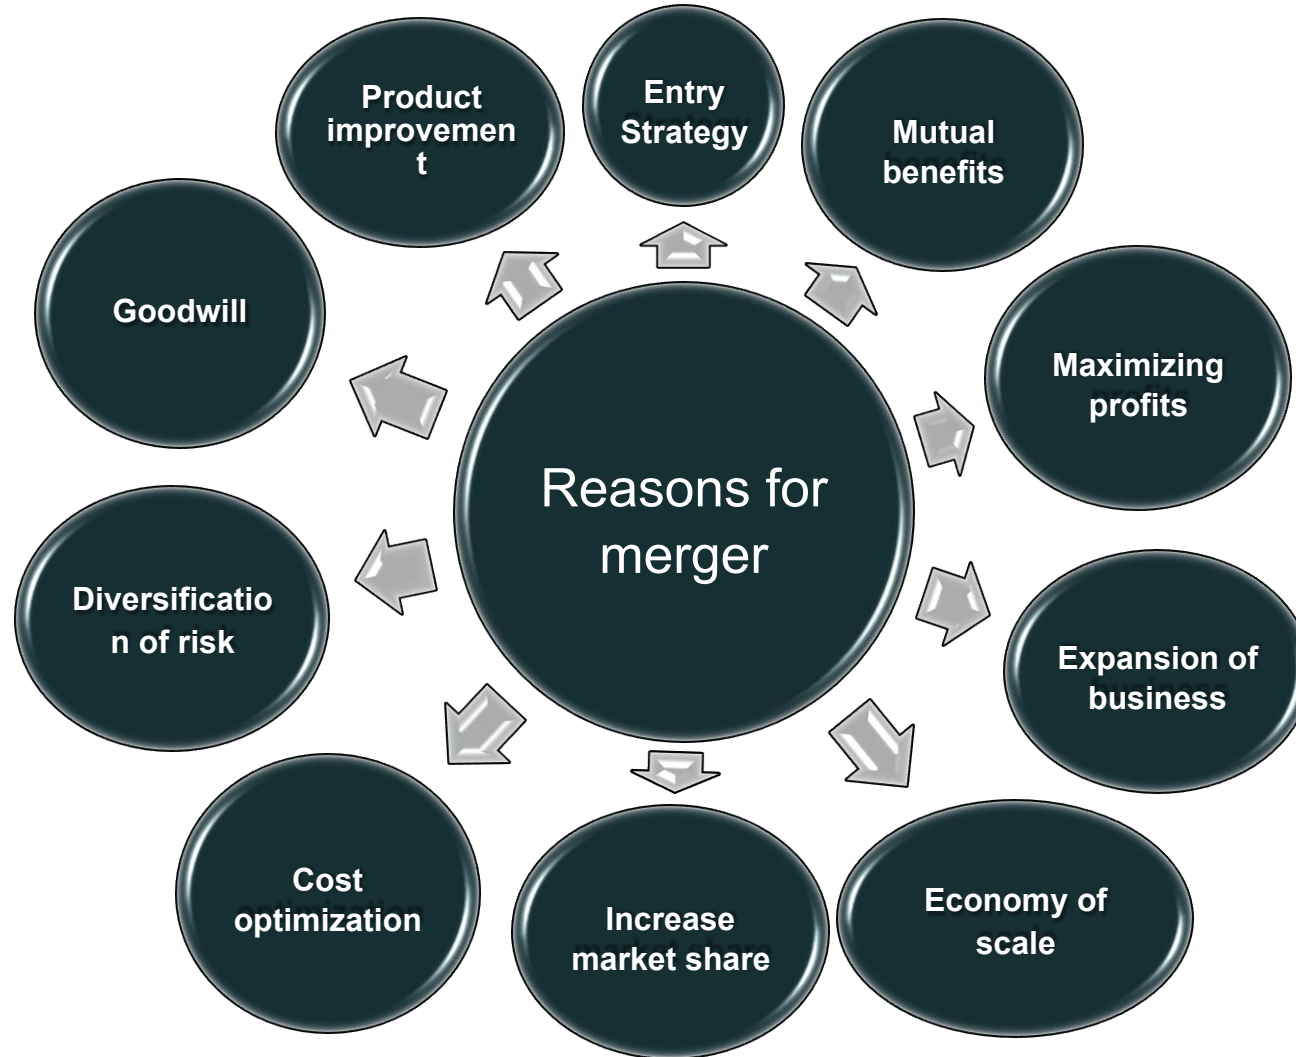 Entry
Strategy
Mutual
benefits
Maximizing
profits
Expansion of
business
Economy of
scale
Increase
market share
Cost
optimization
Diversificatio
n of risk
Goodwill
Product
improvemen
t
Reasons for
merger